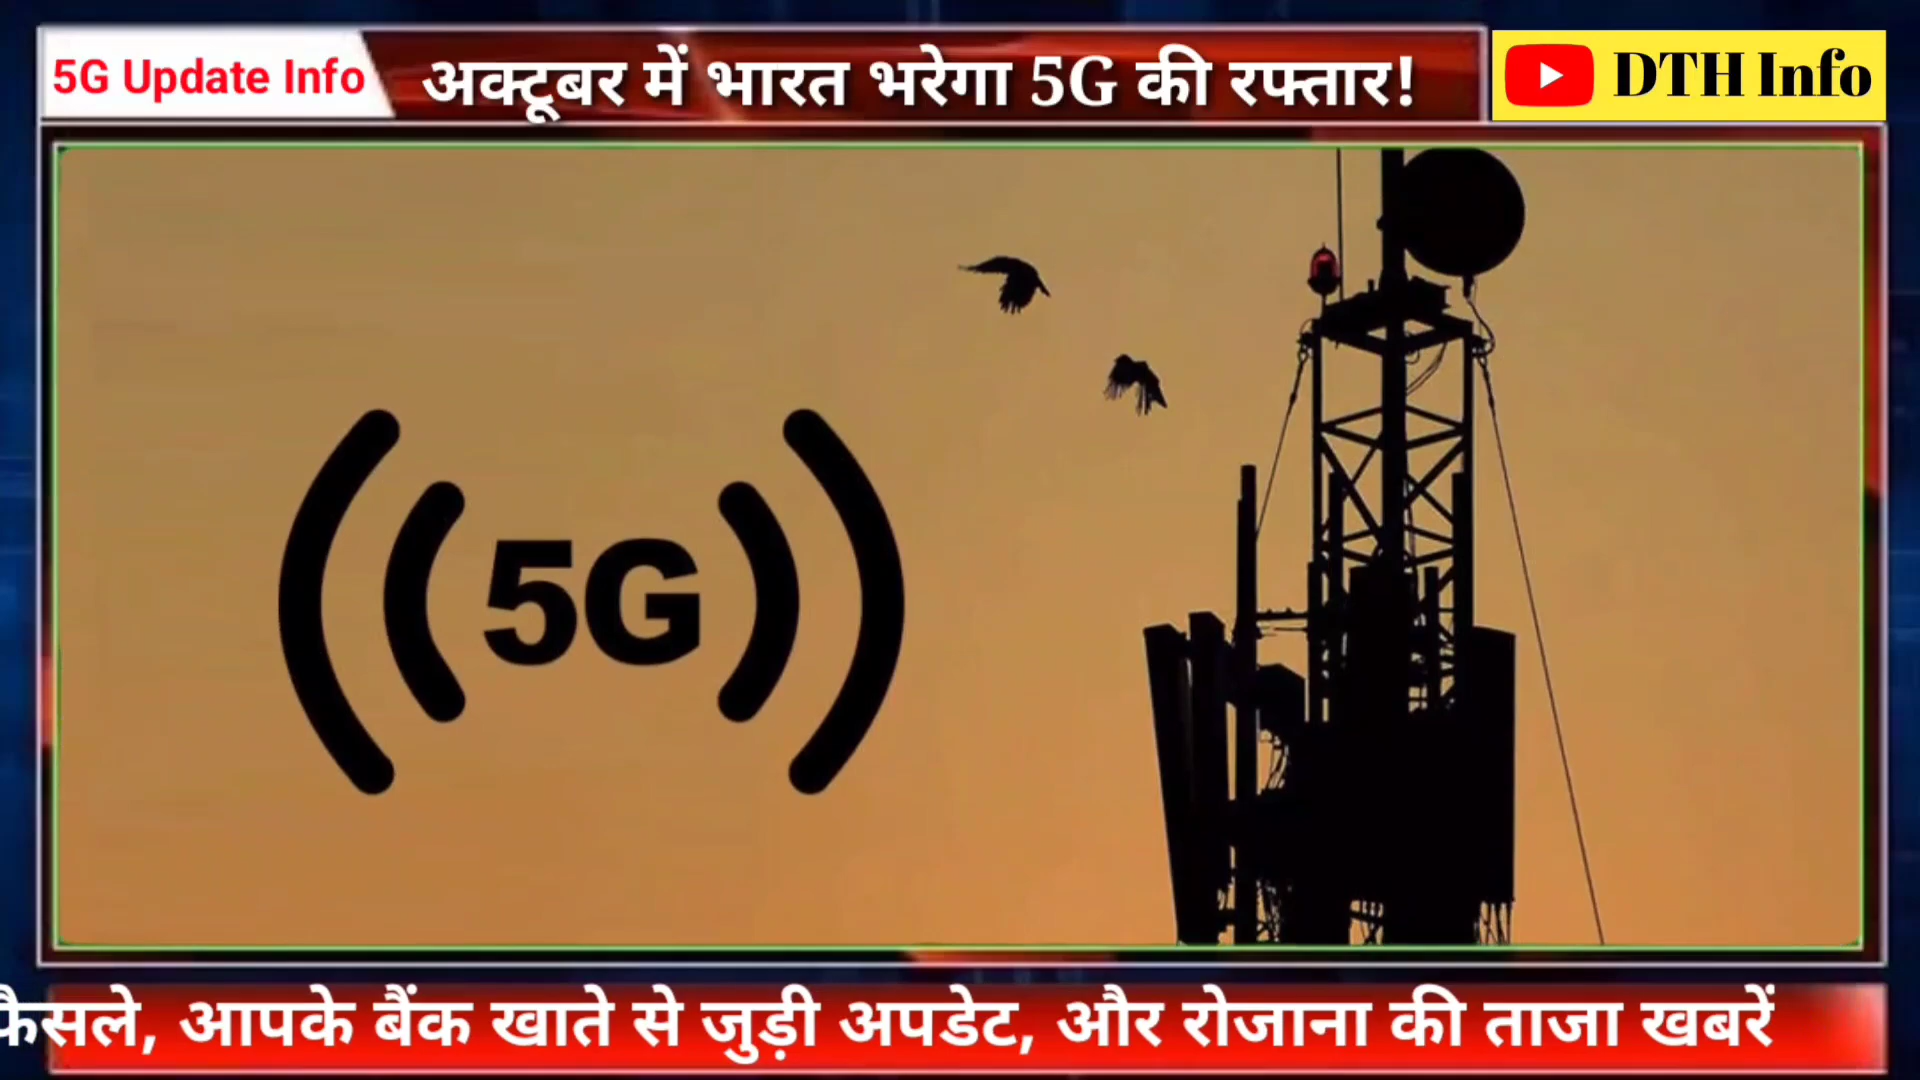 5G Update Info
अक्टूबर में भारत भरेगा 5G की रफ्तार!
DTH Info
5G
फैसले, आपके बैंक खाते से जुड़ी अपडेट, और रोजाना की ताजा खबरें